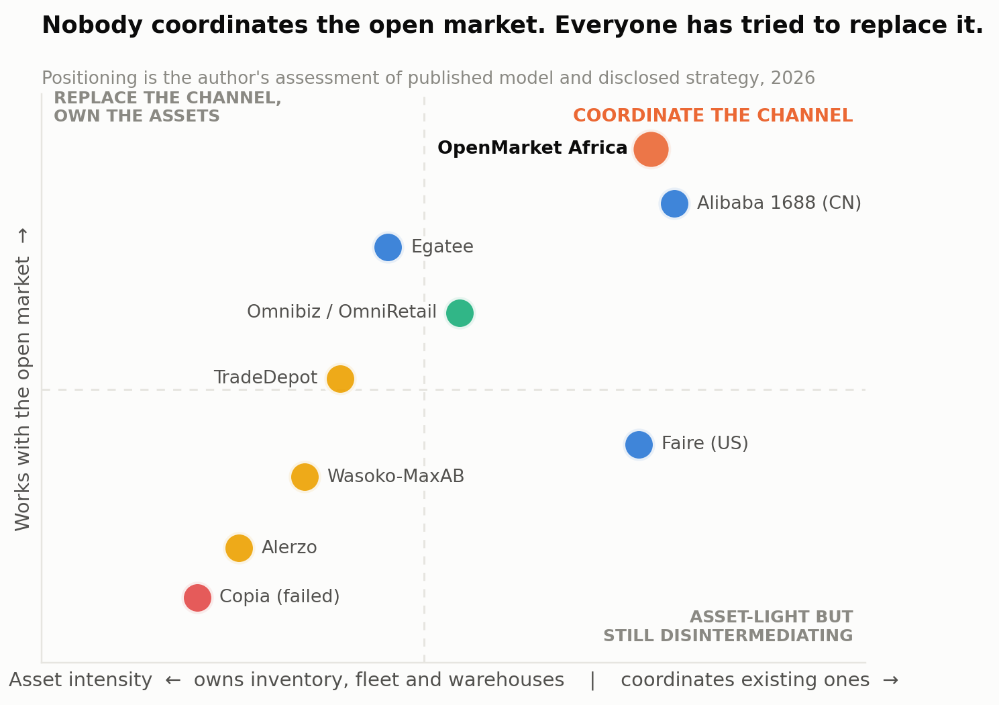 Nobody coordinates the open market. Everyone has tried to replace it.
Positioning is the author's assessment of published model and disclosed strategy, 2026
REPLACE THE CHANNEL,
OWN THE ASSETS
COORDINATE THE CHANNEL
OpenMarket Africa
Alibaba 1688 (CN)
Egatee
Omnibiz / OmniRetail
TradeDepot
Faire (US)
Wasoko-MaxAB
Alerzo
Copia (failed)
ASSET-LIGHT BUT
STILL DISINTERMEDIATING
Works with the open market →
Asset intensity ← owns inventory, fleet and warehouses | coordinates existing ones →